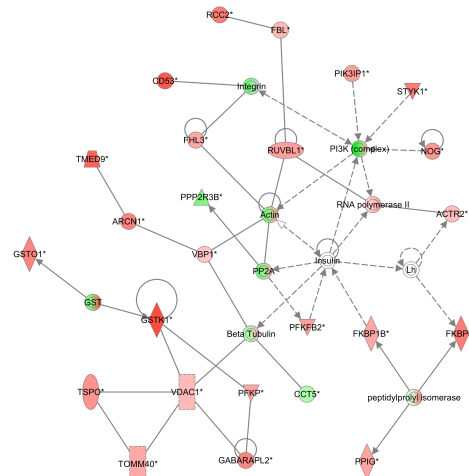 RCC2*
FBL*
CD53*
Integrin
PIK3IP1*
STYK1*
FHL3*
RUVBL1*
PI3K (complex)
NOG*
TMED9*
PPP2R3B*
RNA polymerase II
ACTR2*
ARCN1*
Actin
GSTO1*
VBP1*
PP2A
Insulin
Lh
GST
GSTK1*
Beta Tubulin
PFKFB2*
FKBP1B*
FKBP
TSPO*
VDAC1*
PFKP*
CCT5*
peptidylprolyl isomerase
TOMM40*
GABARAPL2*
PPIG*